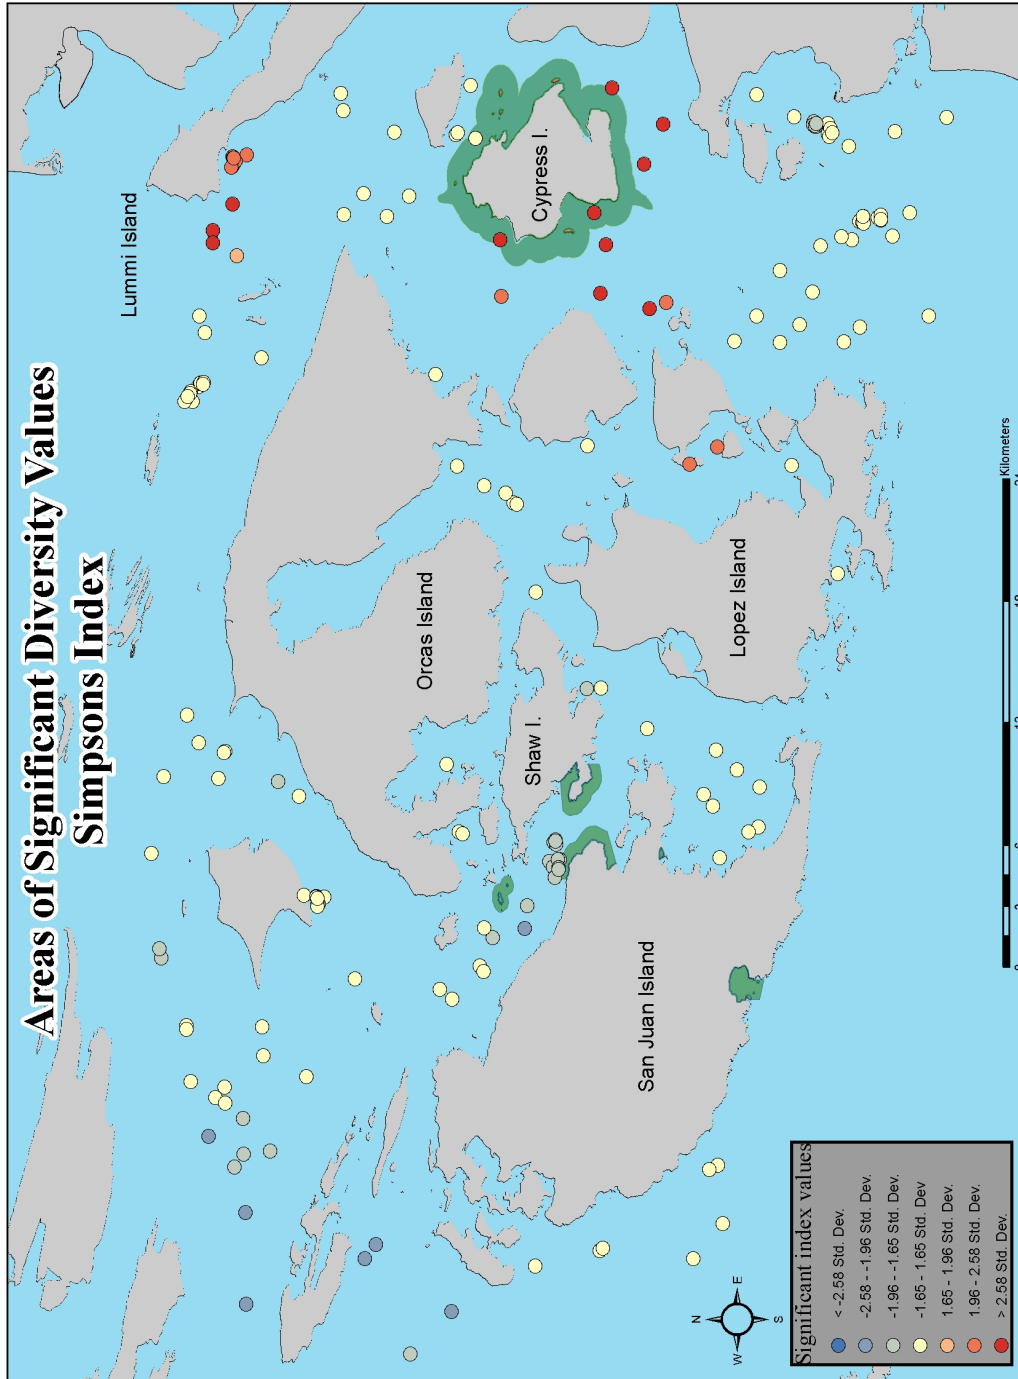 Areas of Significant Diversity Values
Simpsons Index
Lummi Island
Cypress I.
Orcas Island
Shaw I.
Lopez Island
San Juan Island
N
W
E
S
Significant index values
< -2.58 Std. Dev.
-2.58 - -1.96 Std. Dev.
-1.96 - -1.65 Std. Dev.
-1.65 - 1.65 Std. Dev
1.65 - 1.96 Std. Dev.
1.96 - 2.58 Std. Dev.
> 2.58 Std. Dev.
Kilometers